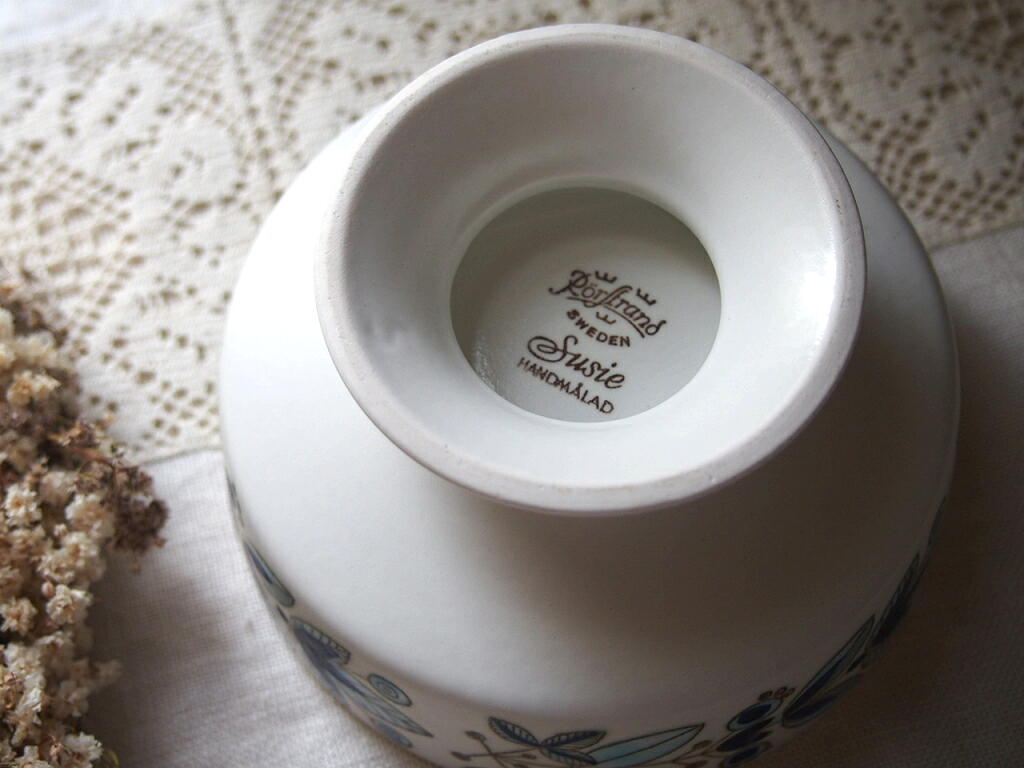 Rörstrand
SWEDEN
Susie
HANDMÅLAD